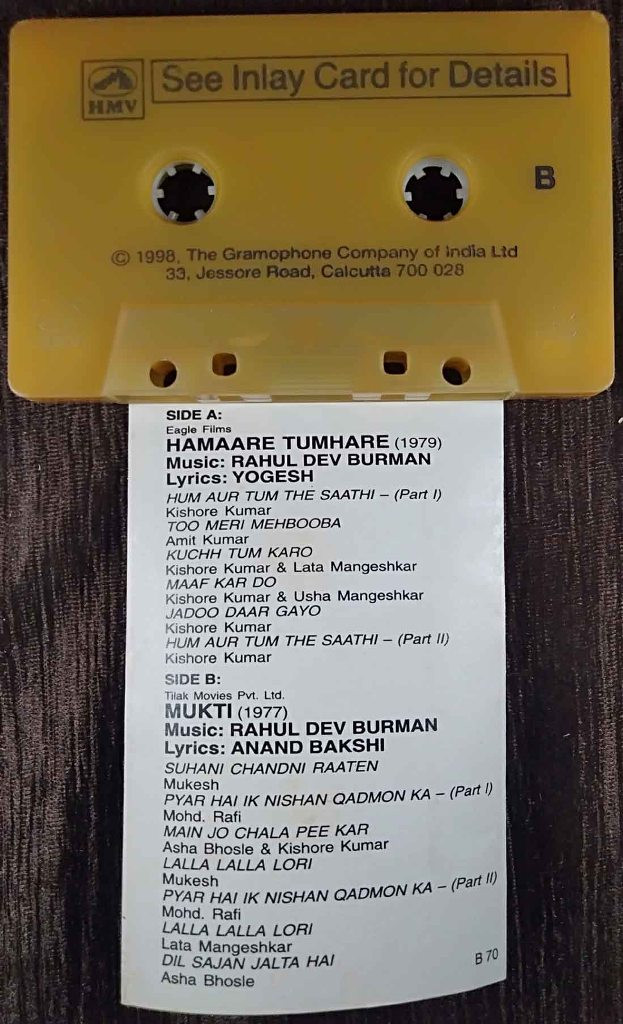 HMV
See Inlay Card for Details
B
© 1998, The Gramophone Company of India Ltd
33, Jessore Road, Calcutta 700 028
SIDE A:
Eagle Films
HAMAARE TUMHARE (1979)
Music: RAHUL DEV BURMAN
Lyrics: YOGESH
HUM AUR TUM THE SAATHI – (Part I)
Kishore Kumar
TOO MERI MEHBOOBA
Amit Kumar
KUCHH TUM KARO
Kishore Kumar & Lata Mangeshkar
MAAF KAR DO
Kishore Kumar & Usha Mangeshkar
JADOO DAAR GAYO
Kishore Kumar
HUM AUR TUM THE SAATHI – (Part II)
Kishore Kumar
SIDE B:
Tilak Movies Pvt. Ltd.
MUKTI (1977)
Music: RAHUL DEV BURMAN
Lyrics: ANAND BAKSHI
SUHANI CHANDNI RAATEN
Mukesh
PYAR HAI IK NISHAN QADMON KA – (Part I)
Mohd. Rafi
MAIN JO CHALA PEE KAR
Asha Bhosle & Kishore Kumar
LALLA LALLA LORI
Mukesh
PYAR HAI IK NISHAN QADMON KA – (Part II)
Mohd. Rafi
LALLA LALLA LORI
Lata Mangeshkar
DIL SAJAN JALTA HAI
Asha Bhosle
B 70